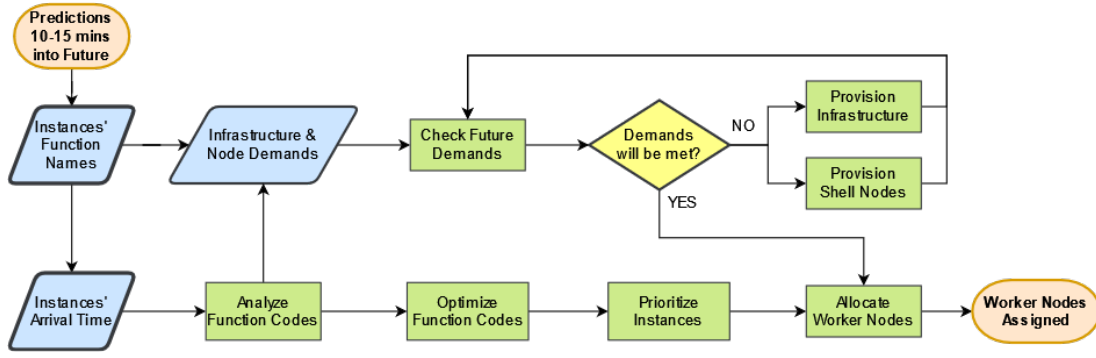 Predictions
10-15 mins
into Future
Instances'
Function
Names
Infrastructure &
Node Demands
Check Future
Demands
Demands
will be met?
NO
YES
Provision
Infrastructure
Provision
Shell Nodes
Instances'
Arrival Time
Analyze
Function Codes
Optimize
Function Codes
Prioritize
Instances
Allocate
Worker Nodes
Worker Nodes
Assigned